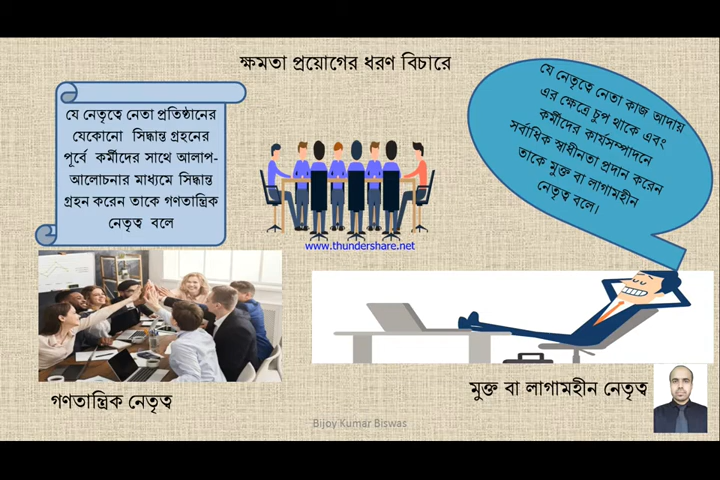 ক্ষমতা প্রয়োগের ধরণ বিচারে
যে নেতৃত্বে নেতা প্রতিষ্ঠানের
যেকোনো সিদ্ধান্ত গ্রহনের
পূর্বে কর্মীদের সাথে আলাপ-
আলোচনার মাধ্যমে সিদ্ধান্ত
গ্রহন করেন তাকে গণতান্ত্রিক
নেতৃত্ব বলে
যে নেতৃত্বে নেতা কাজ আদায়
এর ক্ষেত্রে চুপ থাকে এবং
কর্মীদের কার্যসম্পাদনে
সর্বাধিক স্বাধীনতা প্রদান করেন
তাকে মুক্ত বা লাগামহীন
নেতৃত্ব বলে।
www.thundershare.net
গণতান্ত্রিক নেতৃত্ব
মুক্ত বা লাগামহীন নেতৃত্ব
Bijoy Kumar Biswas